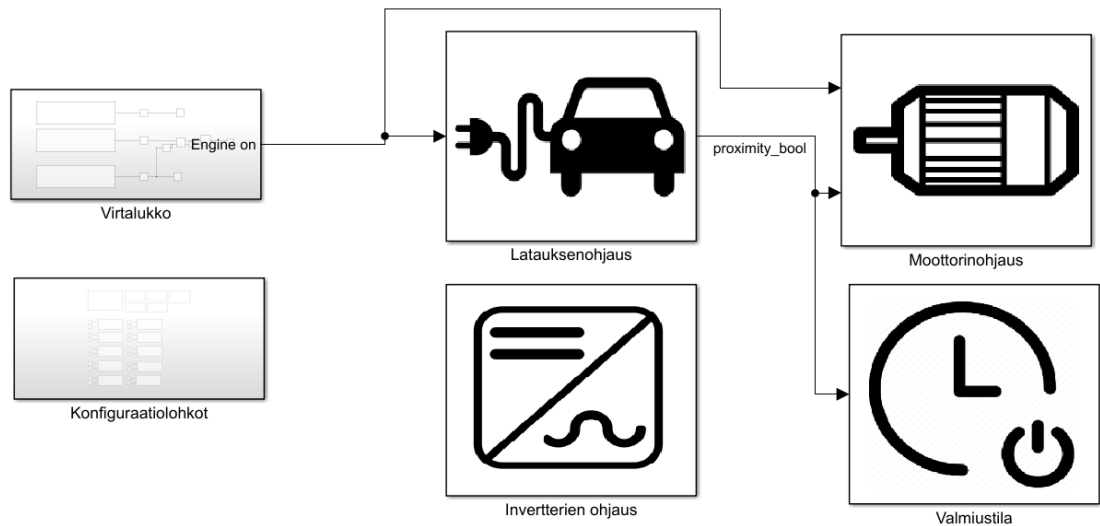 Engine on
Virtalukko
Latauksenohjaus
proximity_bool
Moottorinohjaus
Konfiguraatiolohkot
Invertterien ohjaus
Valmiustila